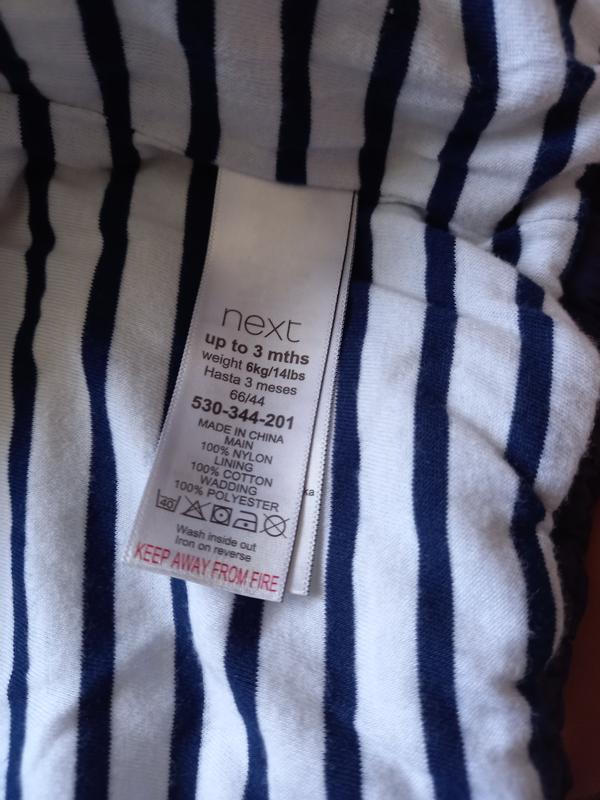 next
up to 3 mths
weight 6kg/14lbs
Hasta 3 meses
66/44
530-344-201
MADE IN CHINA
MAIN
100% NYLON
LINING
100% COTTON
WADDING
100% POLYESTER
40
Wash inside out
Iron on reverse
KEEP AWAY FROM FIRE